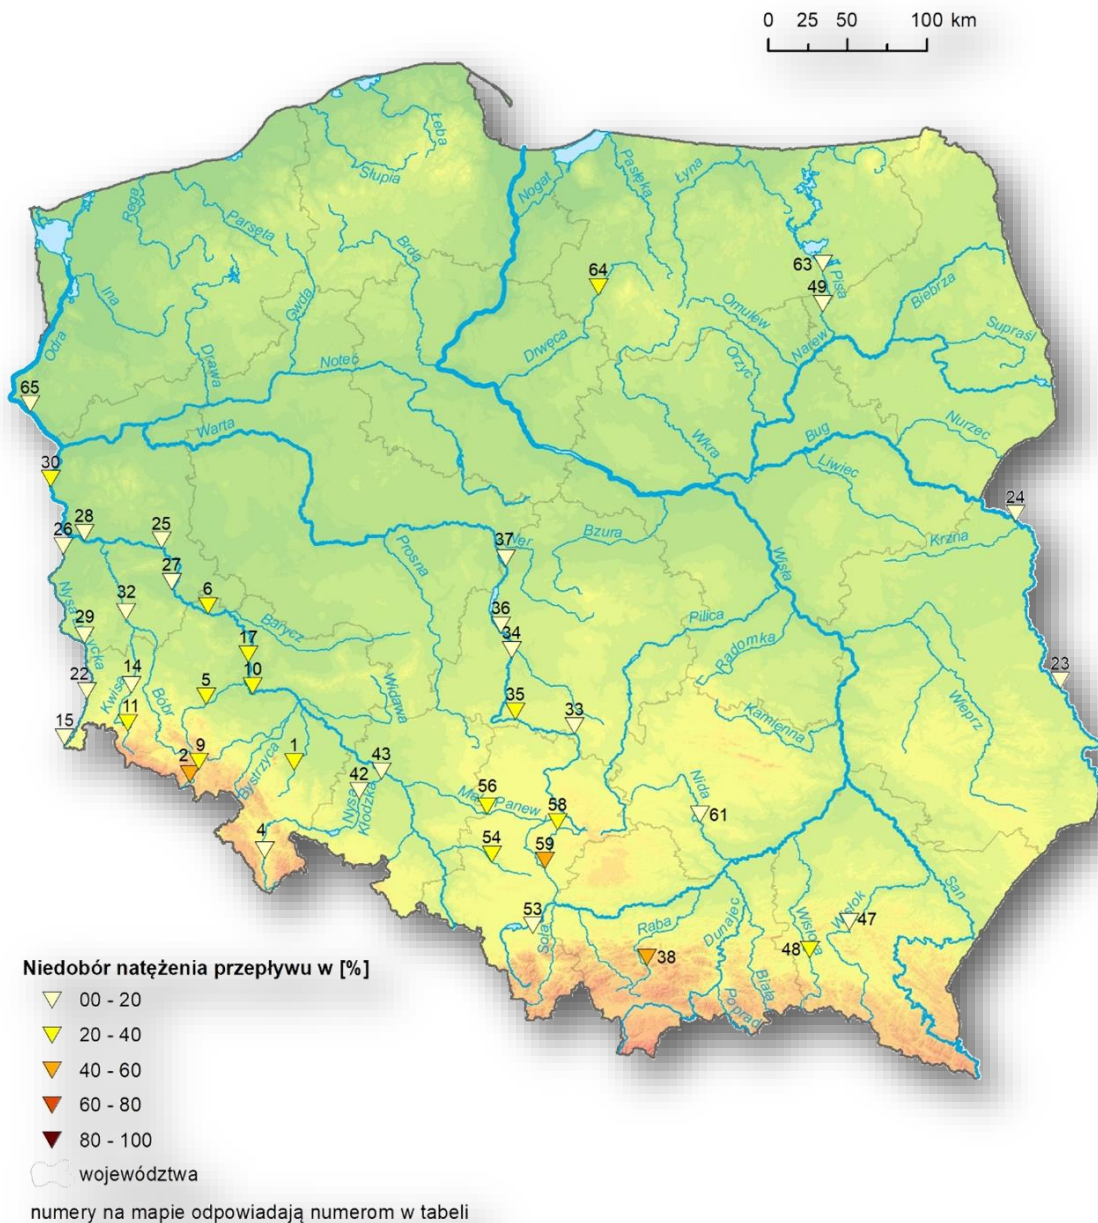 0 25 50 100 km
Łeba
Słupia
Nogat
Pasłęka
Łyna
Rega
Parsęta
Brda
64
63
Pisa
49
Ina
Gwda
Omulew
Biebrza
Odra
Drawa
Noteć
Drwęca
Orzyc
Narew
Supraśl
65
Warta
Wkra
Bug
Nurzec
30
Liwiec
24
28
25
26
37
Ner
Bzura
Prosna
Krzna
Wisła
27
6
32
Barycz
36
Pilica
29
Nysa
34
Radomka
17
22
14
5
10
Widawa
35
33
Wieprz
23
Kwisa
Bobr
11
Kamienna
15
2
9
Bystrzyca
1
43
42
Nysa
Kłodzka
56
Mała Panew
58
Nida
61
4
54
59
53
Soła
Raba
Dunajec
Wisłoka
Wisłok
47
San
48
38
Biała
Poprad
Niedobór natężenia przepływu w [%]
00 - 20
20 - 40
40 - 60
60 - 80
80 - 100
województwa
numery na mapie odpowiadają numerom w tabeli